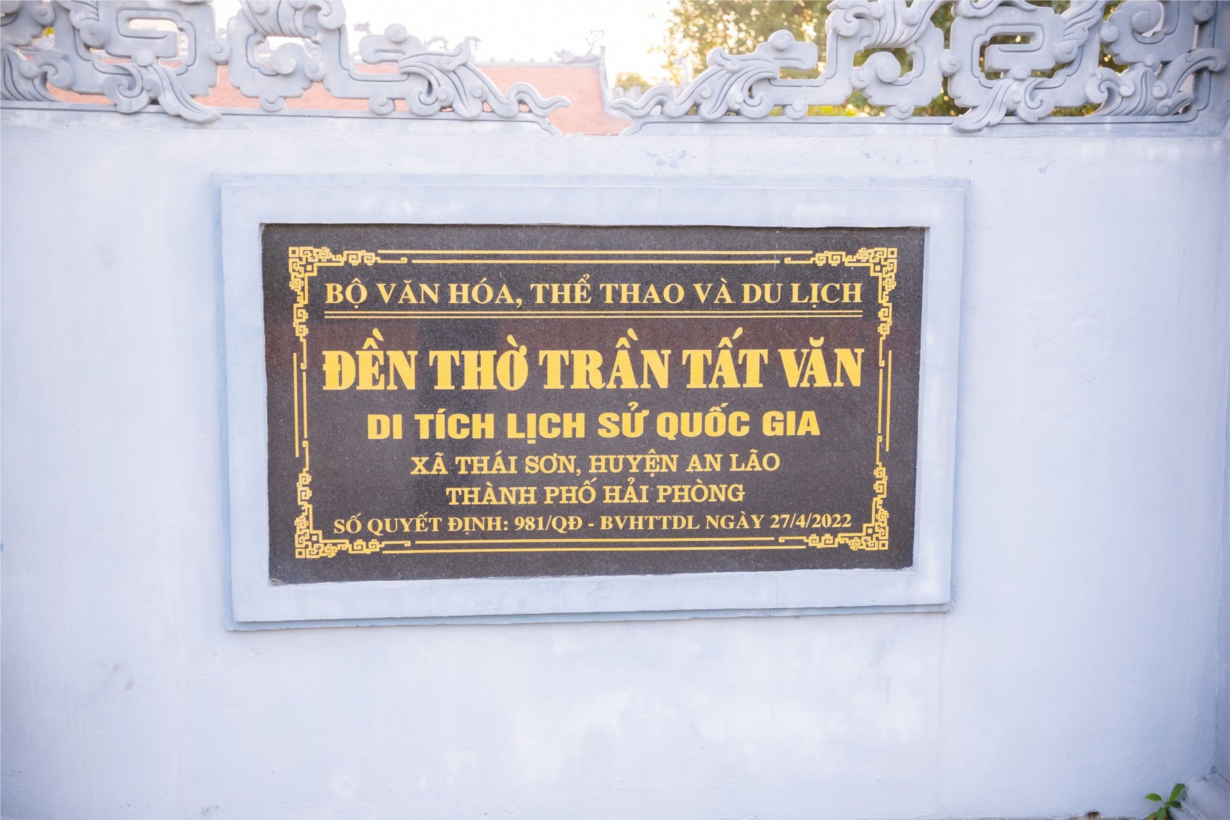 BỘ VĂN HÓA, THỂ THAO VÀ DU LỊCH
ĐỀN THỜ TRẦN TẤT VĂN
DI TÍCH LỊCH SỬ QUỐC GIA
XÃ THÁI SƠN, HUYỆN AN LÃO
THÀNH PHỐ HẢI PHÒNG
SỐ QUYẾT ĐỊNH: 981/QĐ - BVHTTDL NGÀY 27/4/2022